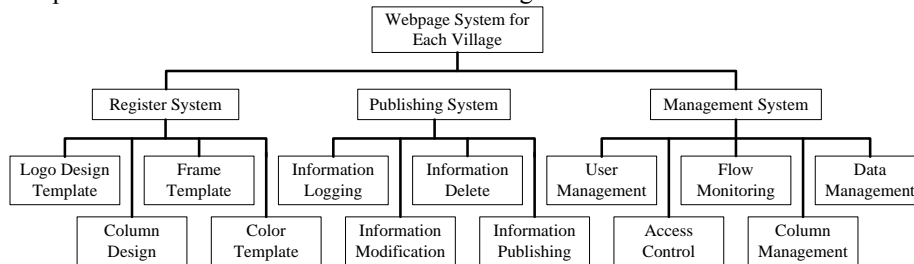 Webpage System for
Each Village
Register System
Publishing System
Management System
Logo Design
Template
Frame
Template
Information
Logging
Information
Delete
User
Management
Flow
Monitoring
Data
Management
Column
Design
Color
Template
Information
Modification
Information
Publishing
Access
Control
Column
Management